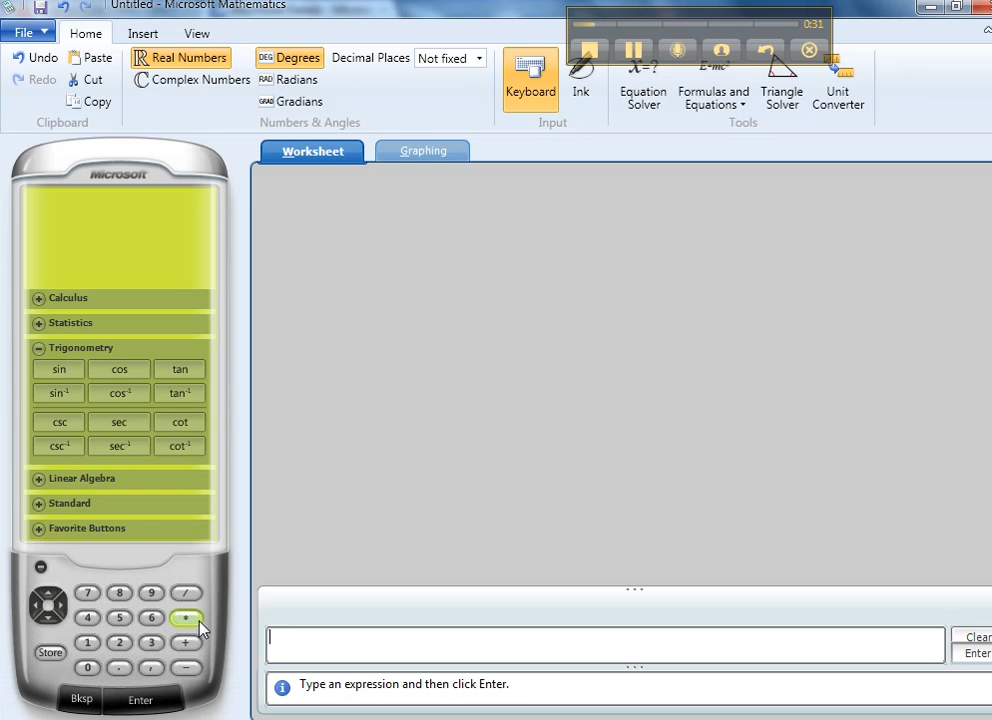 Untitled - Microsoft Mathematics
0:31
File
Home
Insert
View
Undo
Redo
Paste
Cut
Copy
Clipboard
Real Numbers
Complex Numbers
DEG Degrees
RAD Radians
GRAD Gradians
Decimal Places
Not fixed
Numbers & Angles
Keyboard
Ink
Input
X=?
Equation
Solver
E=mc²
Formulas and
Equations
Triangle
Solver
Unit
Converter
Tools
Microsoft
Worksheet
Graphing
Calculus
Statistics
Trigonometry
sin cos tan
sin-1 cos-1 tan-1
csc sec cot
csc-1 sec-1 cot-1
Linear Algebra
Standard
Favorite Buttons
7 8 9 /
4 5 6 *
Store
1 2 3 +
0 . , -
Bksp
Enter
Clear
Enter
Type an expression and then click Enter.